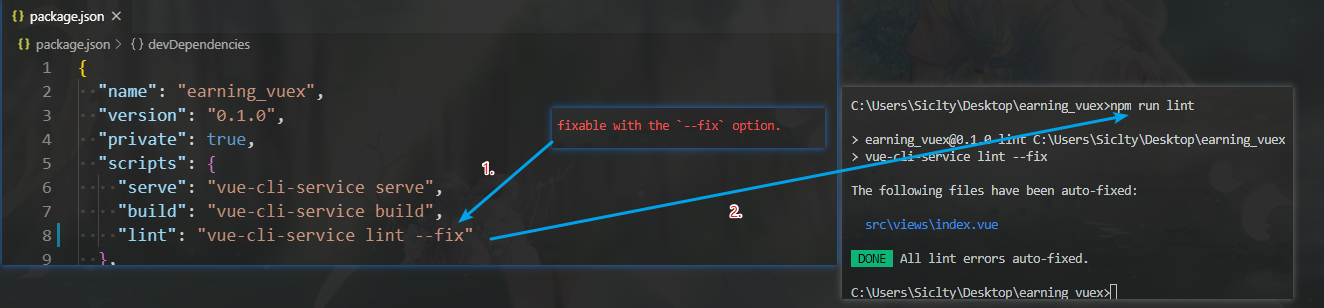 {} package.json ×
{} package.json > {} devDependencies
1 {
2 "name": "earning_vuex",
3 "version": "0.1.0",
4 "private": true,
5 "scripts": {
6 "serve": "vue-cli-service serve",
7 "build": "vue-cli-service build",
8 "lint": "vue-cli-service lint --fix"
9 },
fixable with the `--fix` option.
1.
2.
C:\Users\Siclty\Desktop\earning_vuex>npm run lint
> earning_vuex@0.1.0 lint C:\Users\Siclty\Desktop\earning_vuex
> vue-cli-service lint --fix
The following files have been auto-fixed:
src\views\index.vue
DONE All lint errors auto-fixed.
C:\Users\Siclty\Desktop\earning_vuex>